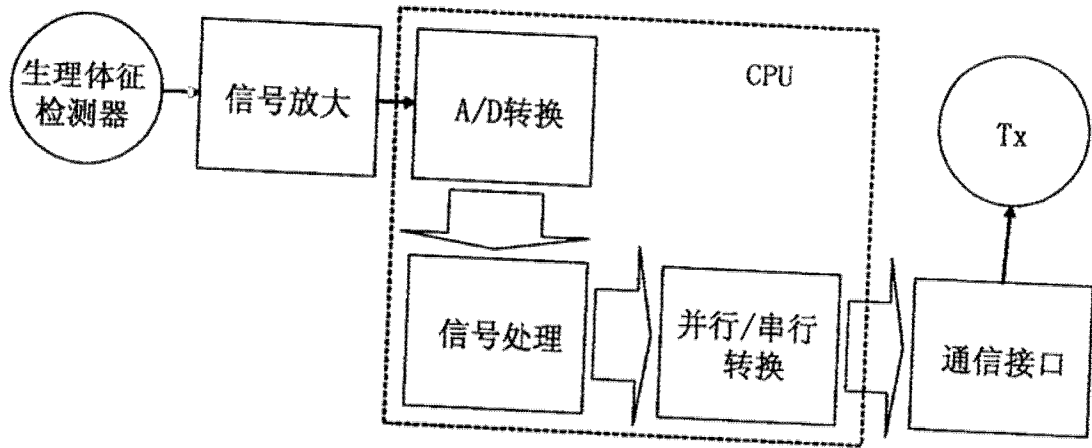 生理体征
检测器
信号放大
A/D转换
CPU
Tx
信号处理
并行/串行
转换
通信接口